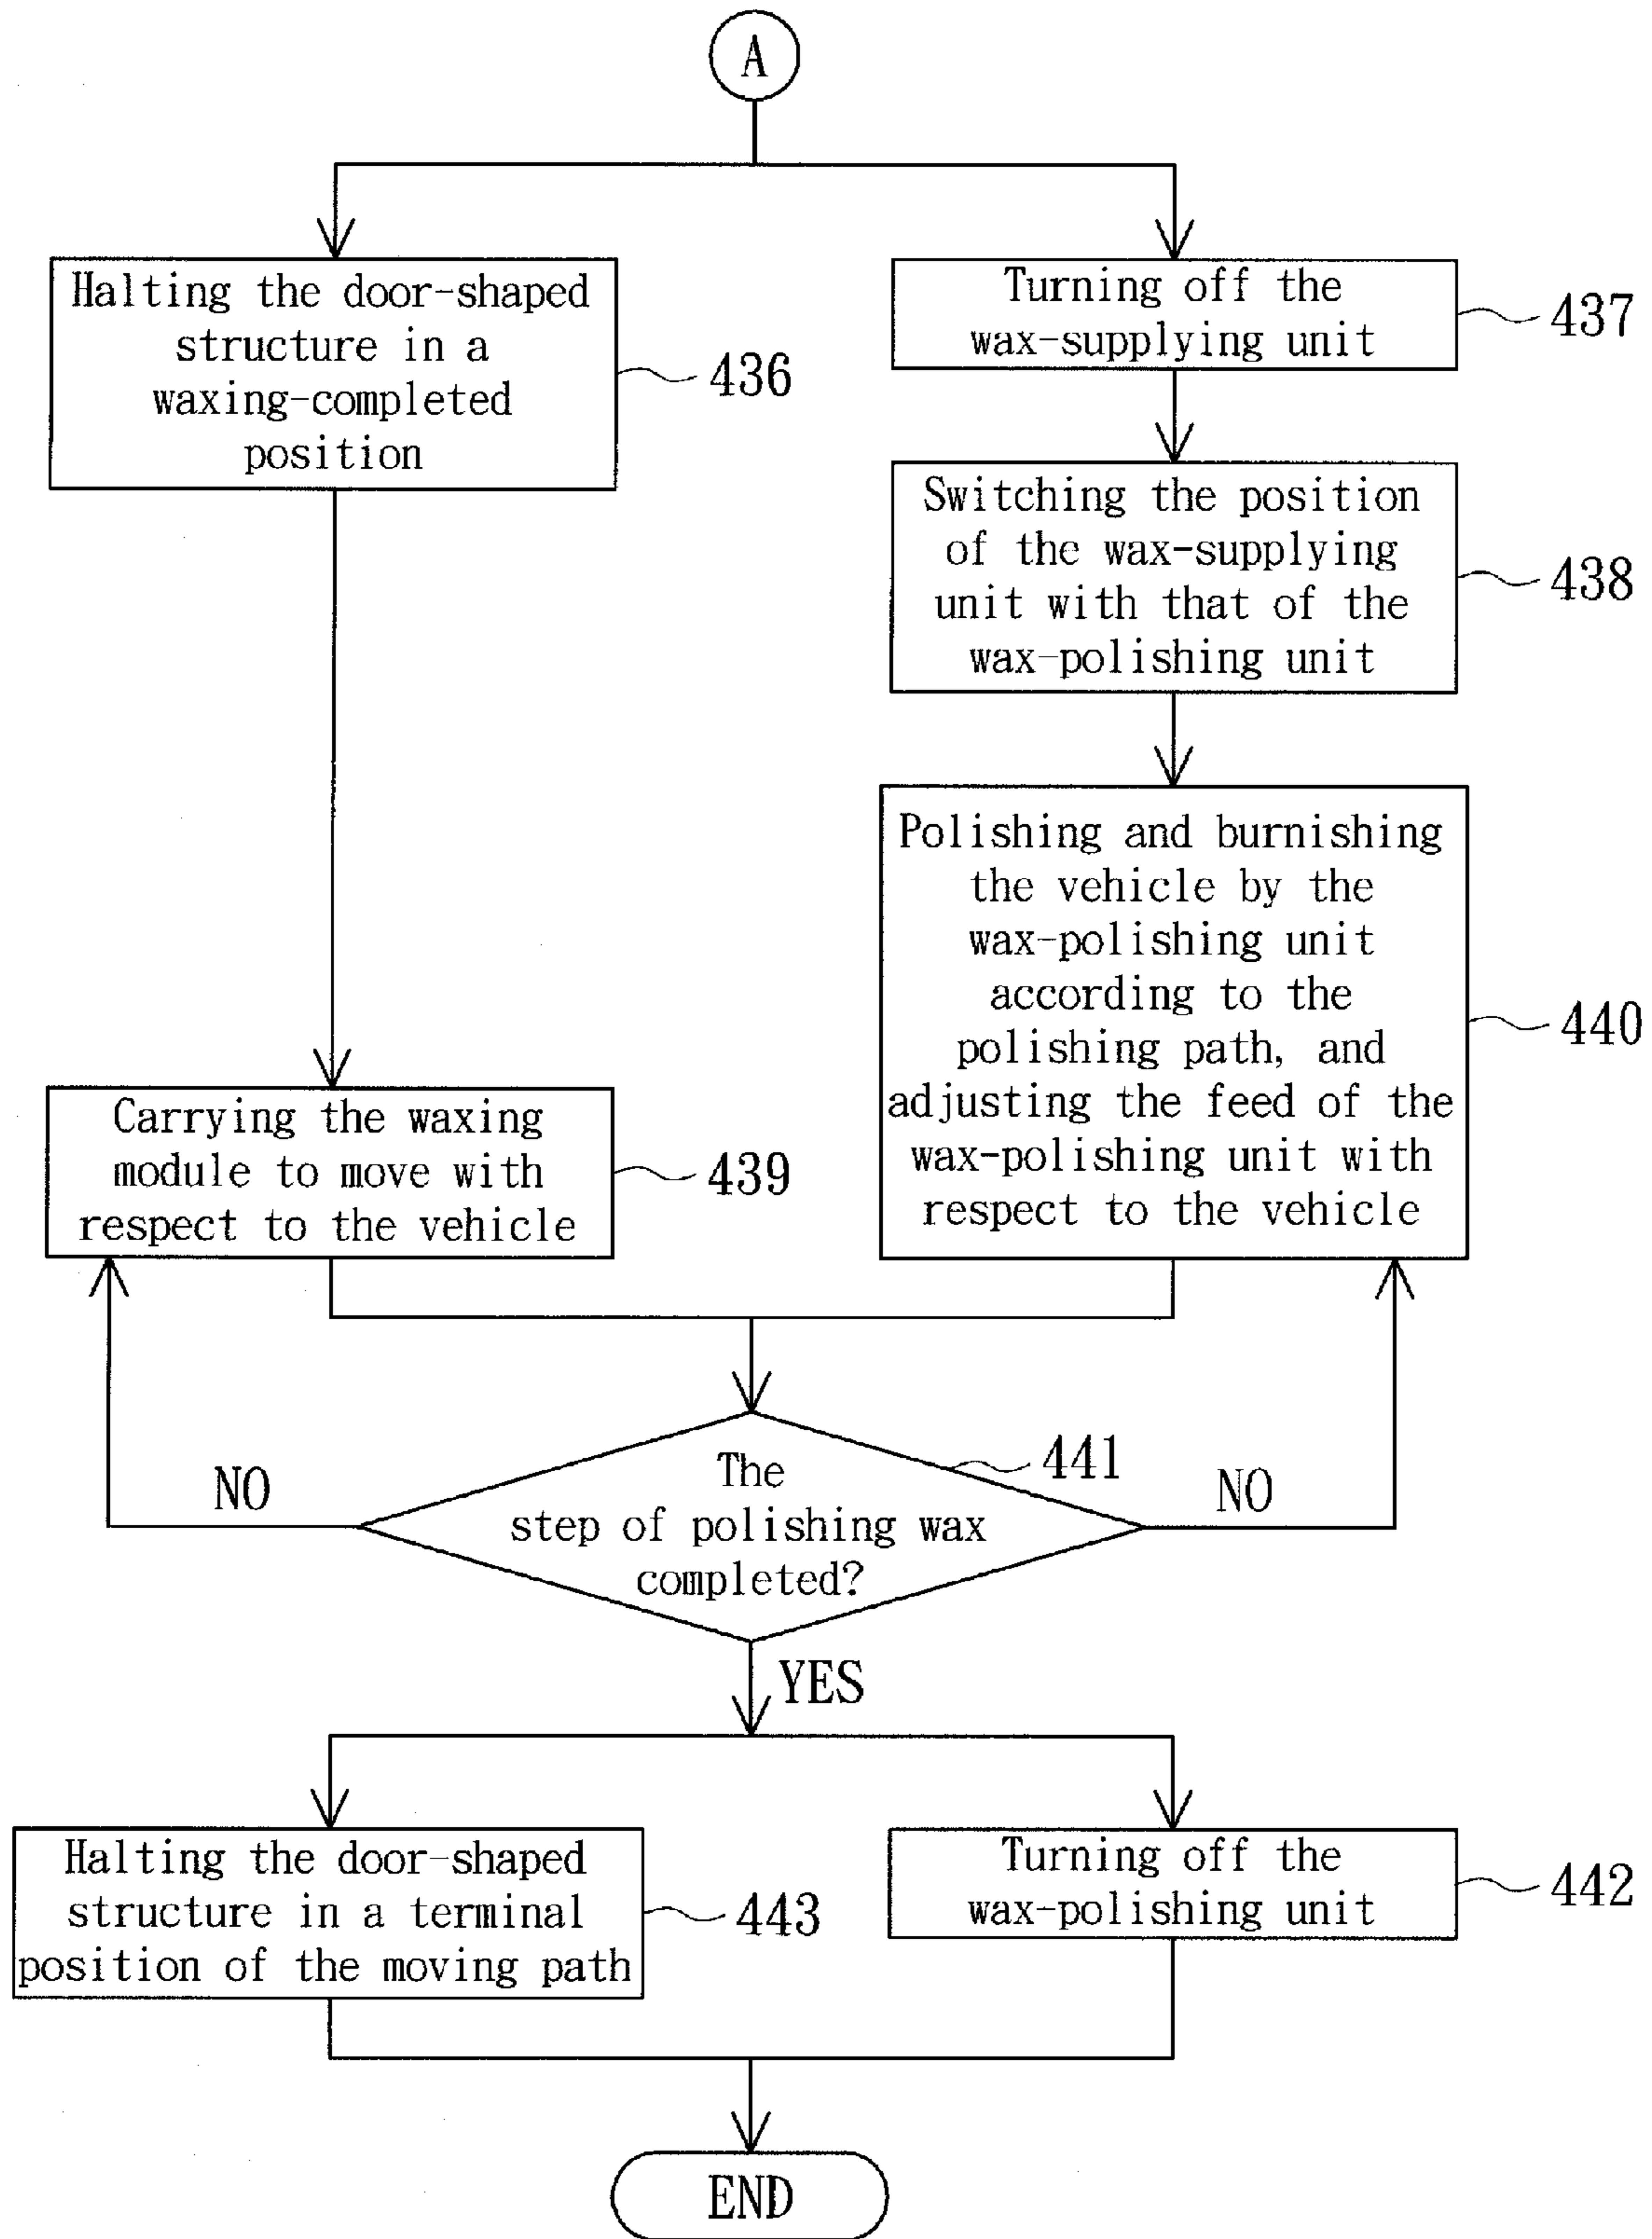 A
Halting the door-shaped
structure in a
waxing-completed
position
436
Turning off the
wax-supplying unit
437
Switching the position
of the wax-supplying
unit with that of the
wax-polishing unit
438
Polishing and burnishing
the vehicle by the
wax-polishing unit
according to the
polishing path, and
adjusting the feed of the
wax-polishing unit with
respect to the vehicle
440
Carrying the waxing
module to move with
respect to the vehicle
439
The
step of polishing wax
completed?
441
NO
NO
YES
Halting the door-shaped
structure in a terminal
position of the moving path
443
Turning off the
wax-polishing unit
442
END